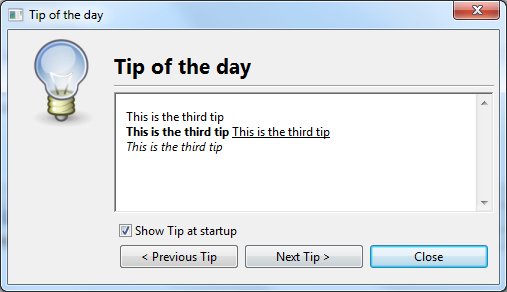 Tip of the day
Tip of the day
This is the third tip
This is the third tip This is the third tip
This is the third tip
Show Tip at startup
< Previous Tip Next Tip > Close